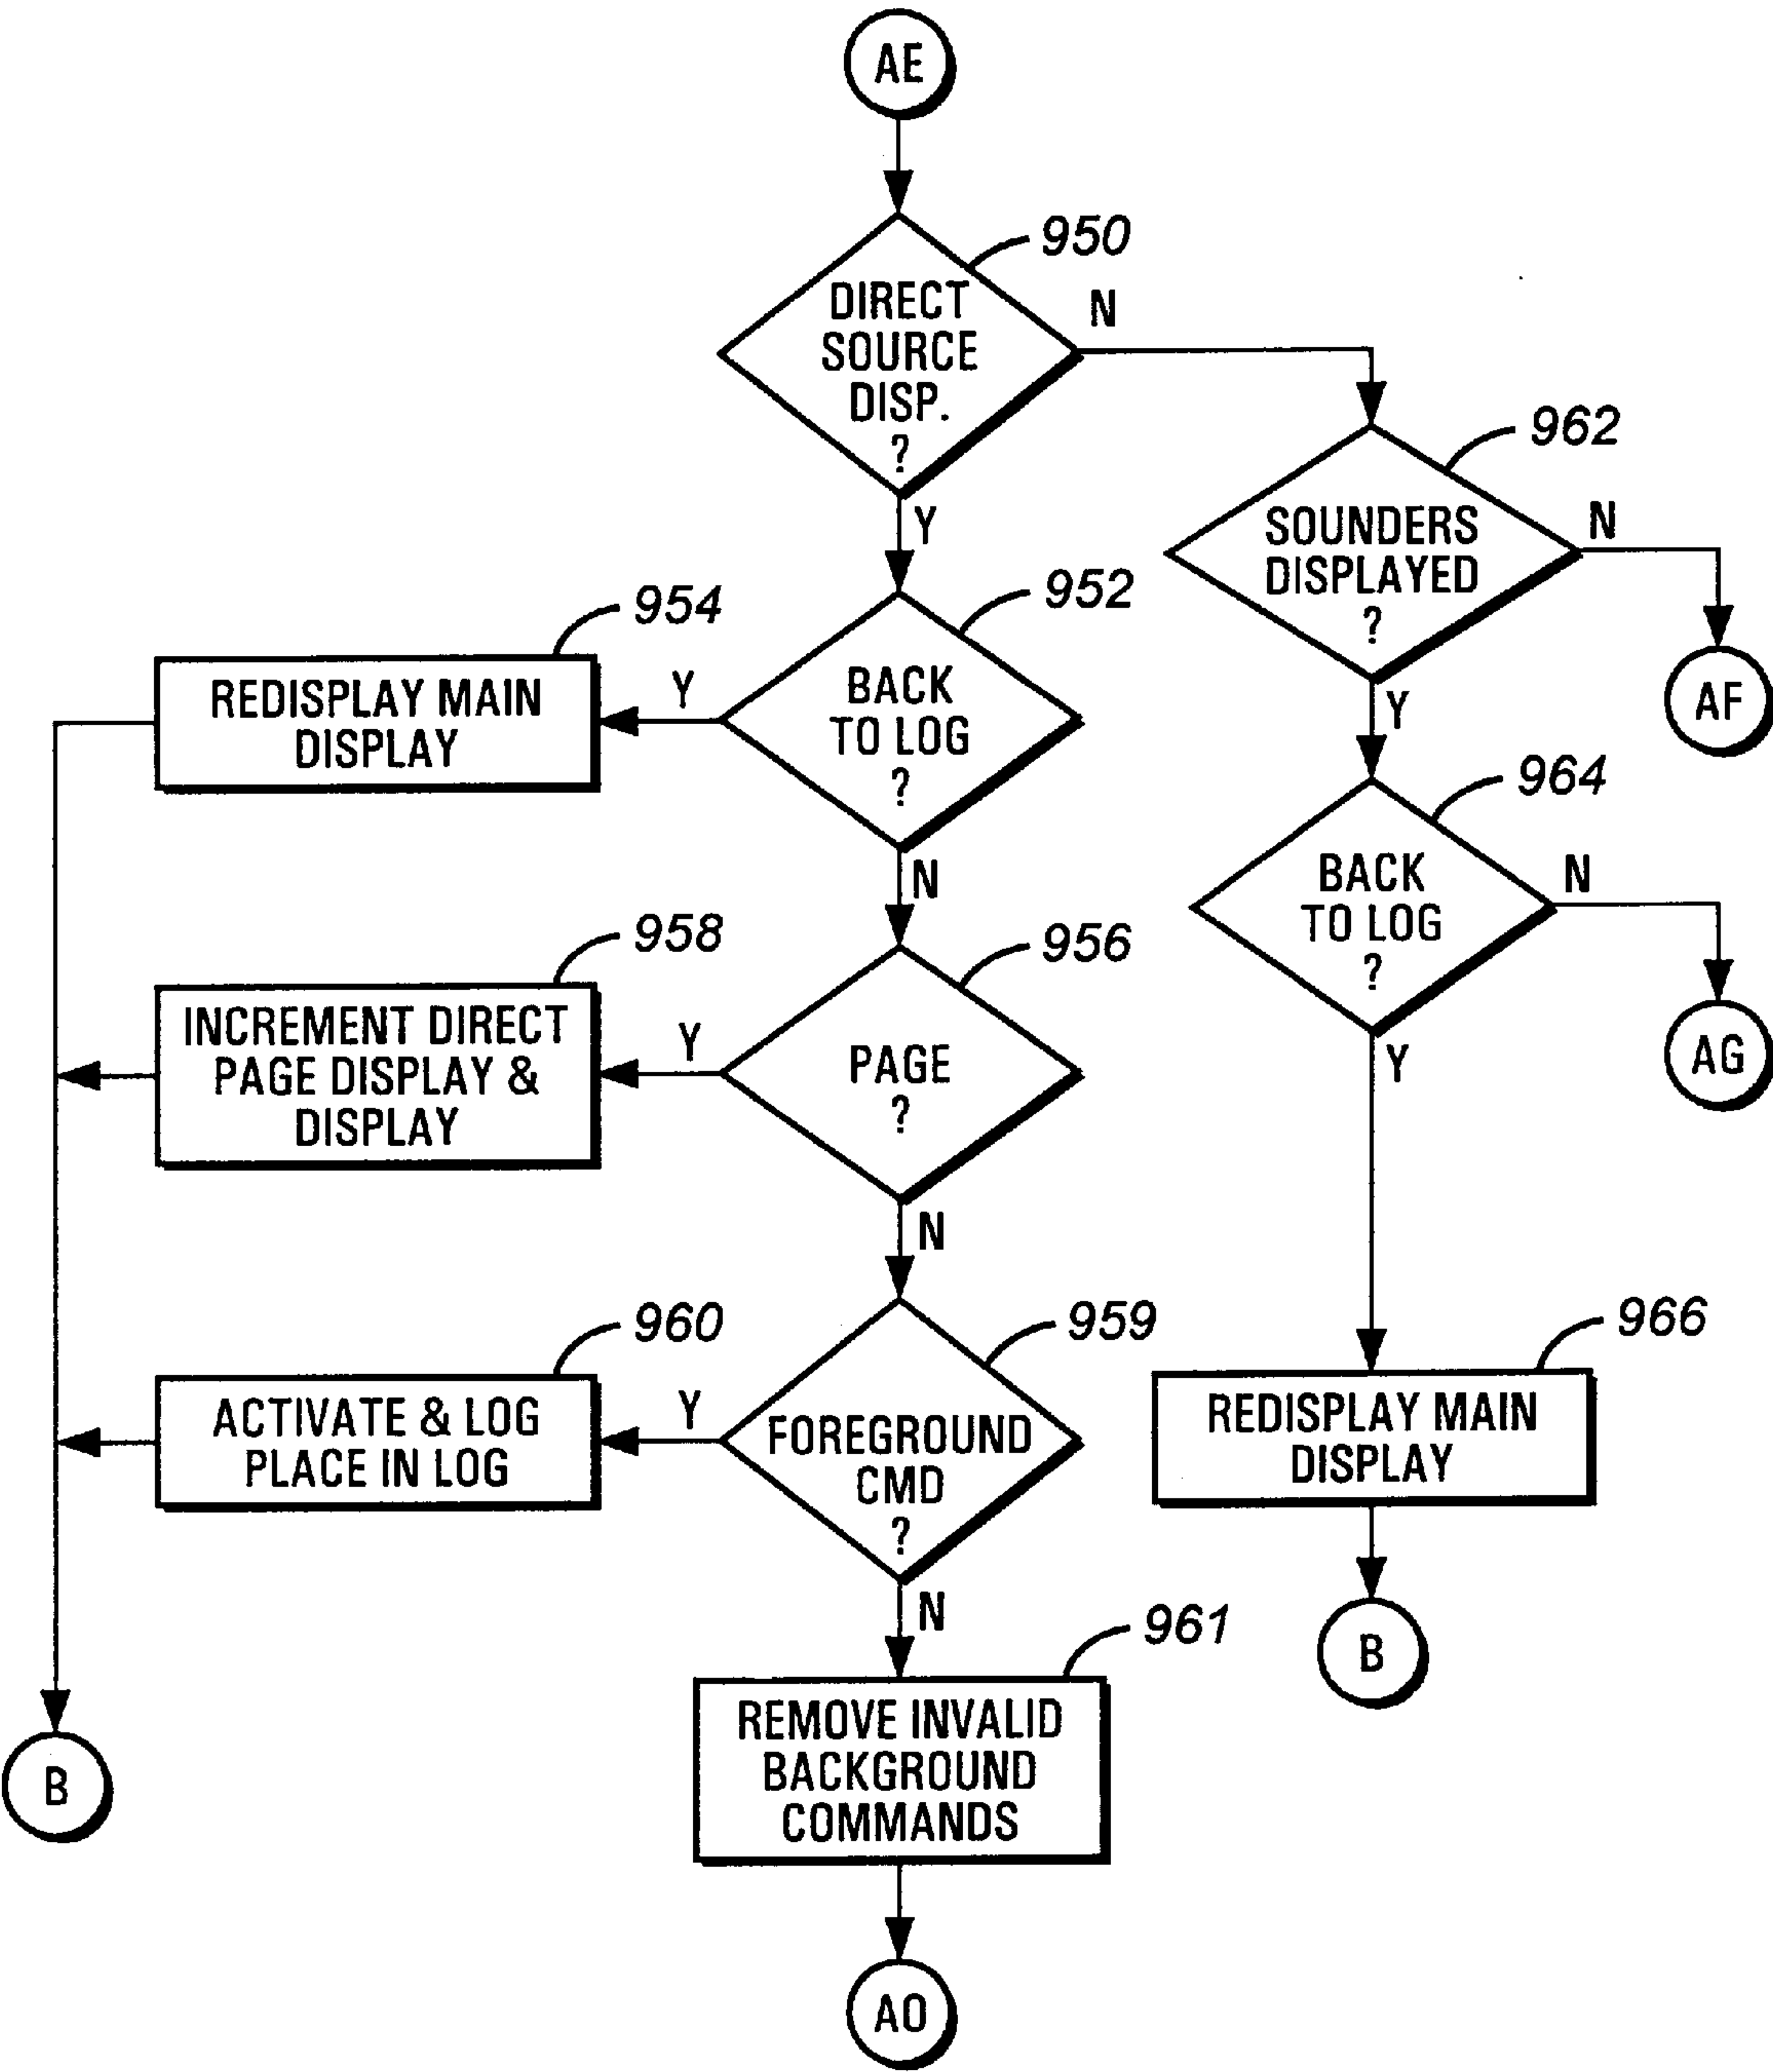 AE
950
DIRECT
SOURCE
DISP.
?
N
Y
962
SOUNDERS
DISPLAYED
?
N
Y
AF
952
BACK
TO LOG
?
Y
N
954
REDISPLAY MAIN
DISPLAY
964
BACK
TO LOG
?
N
Y
AG
956
PAGE
?
Y
N
958
INCREMENT DIRECT
PAGE DISPLAY &
DISPLAY
959
FOREGROUND
CMD
?
Y
N
960
ACTIVATE & LOG
PLACE IN LOG
966
REDISPLAY MAIN
DISPLAY
B
961
REMOVE INVALID
BACKGROUND
COMMANDS
B
AO